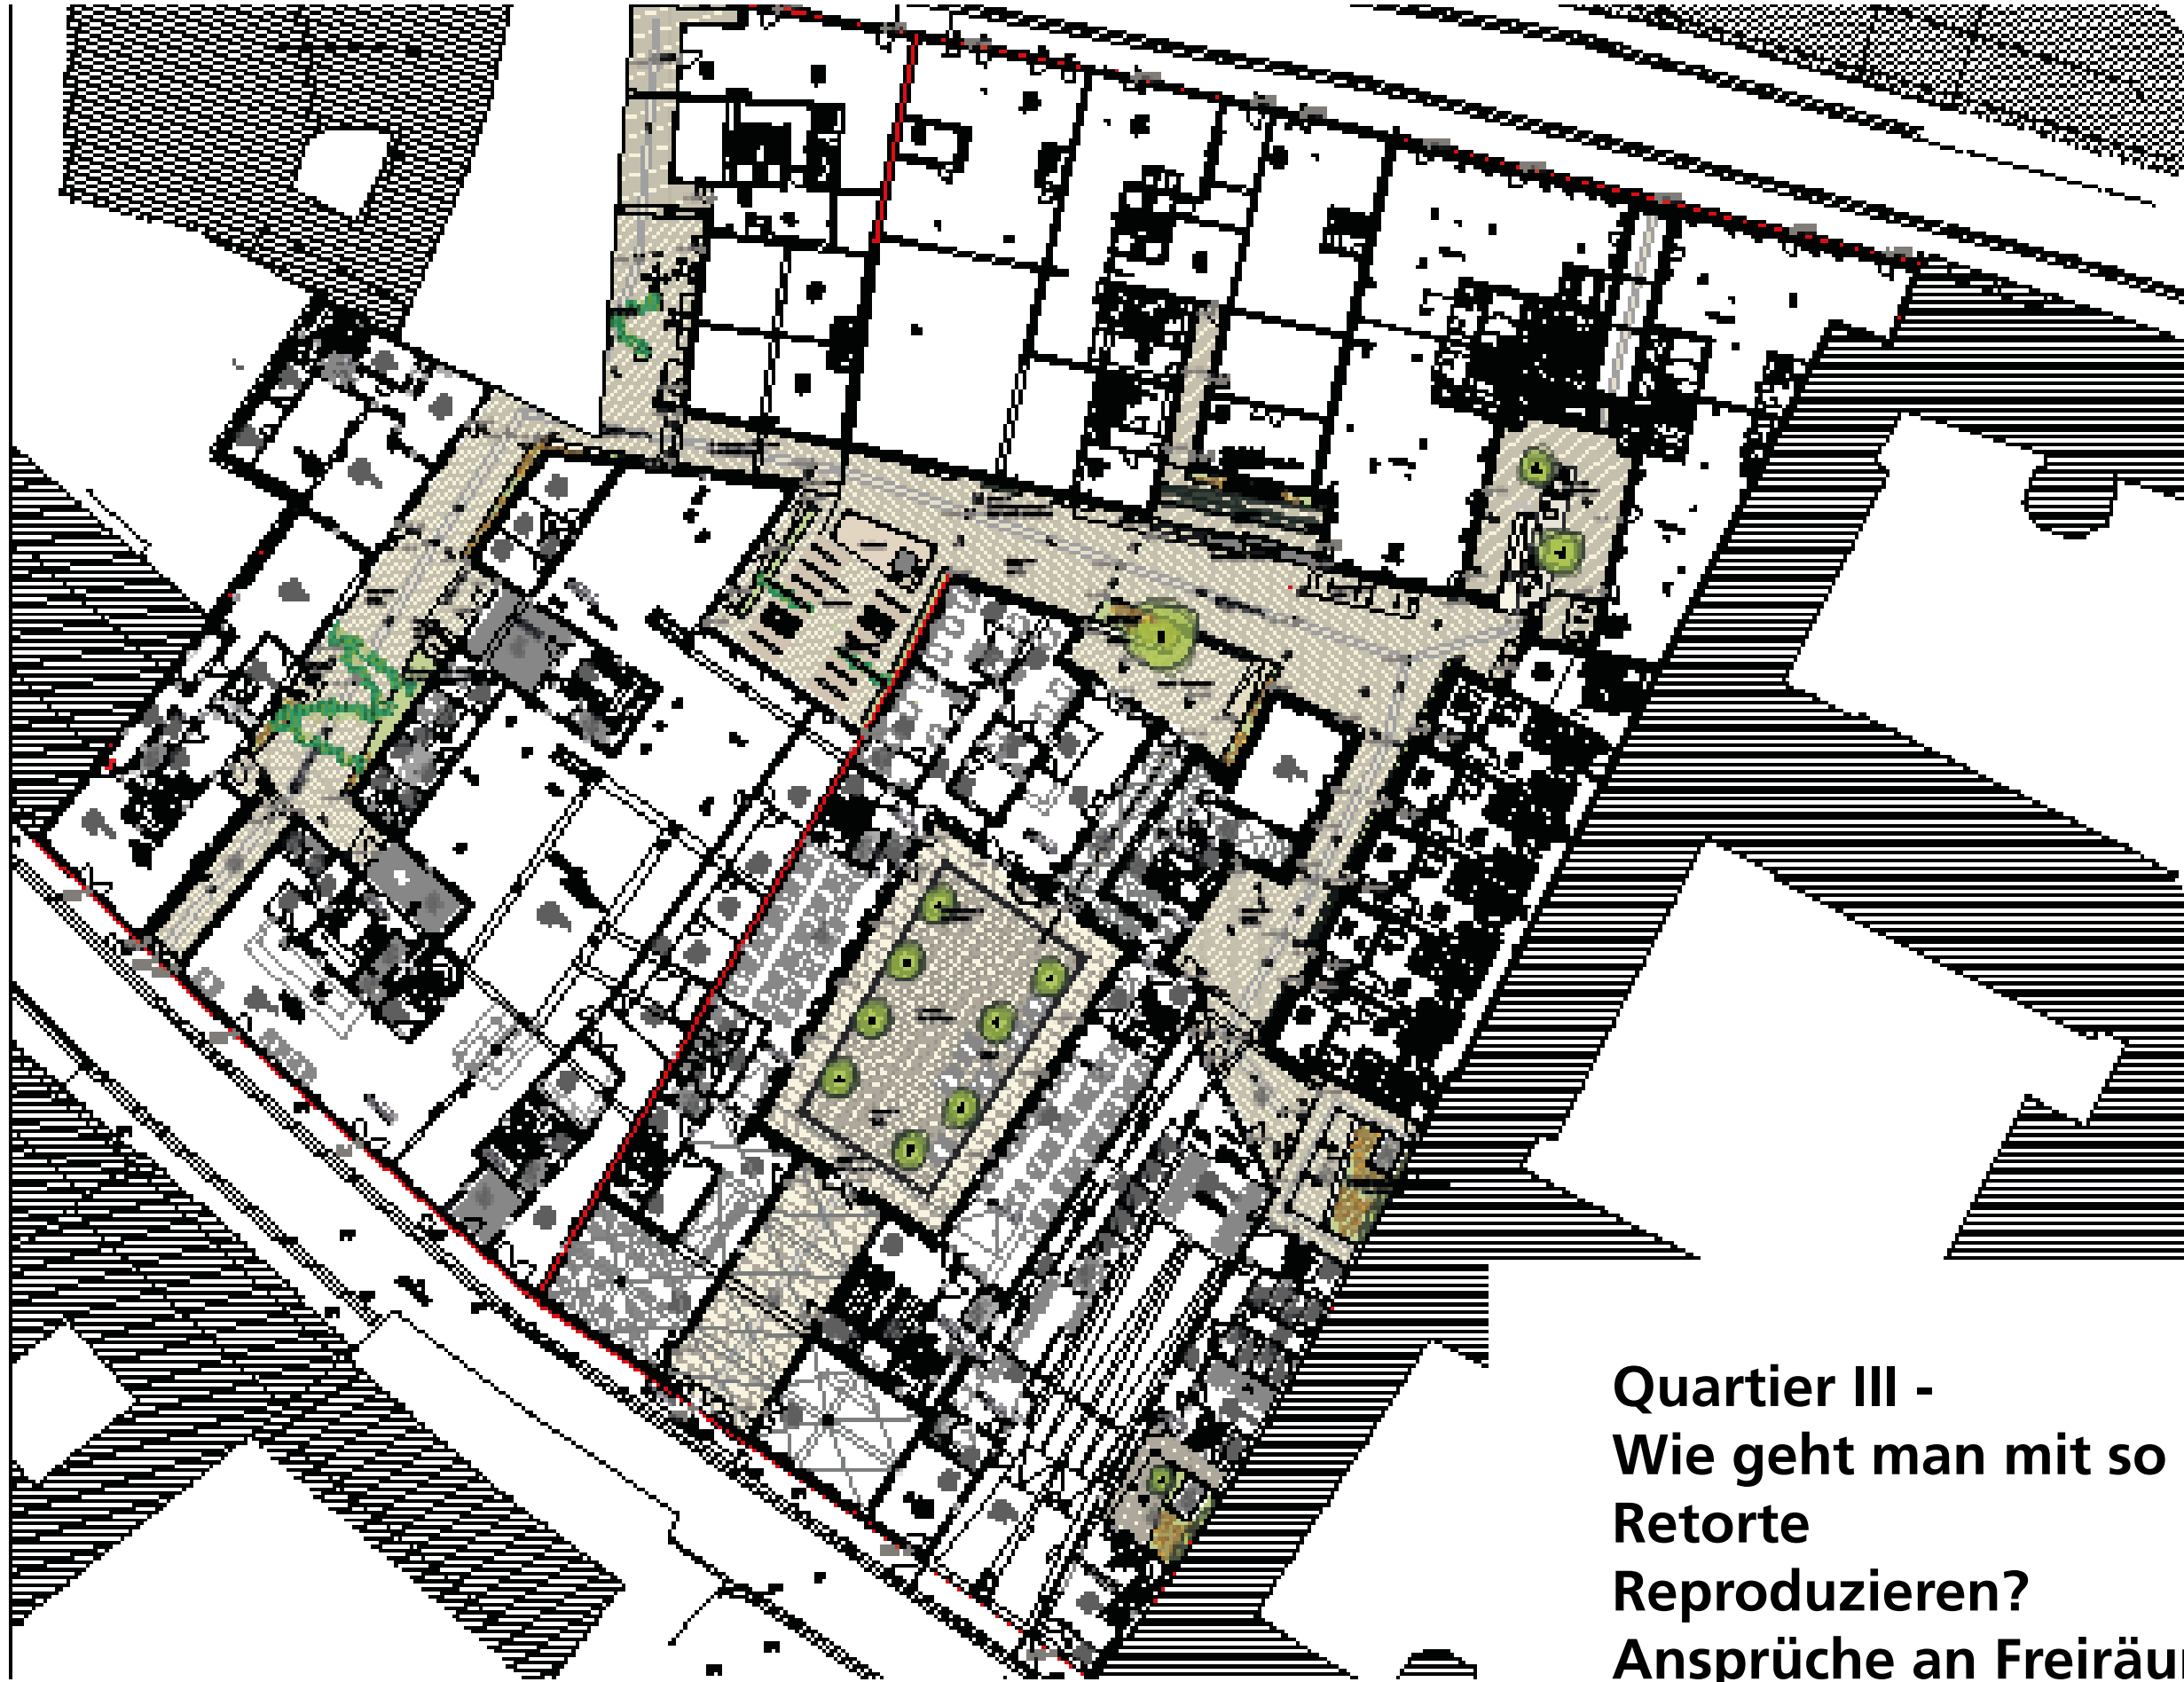 Quartier III -
Wie geht man mit so
Retorte
Reproduzieren?
Ansprüche an Freiräu